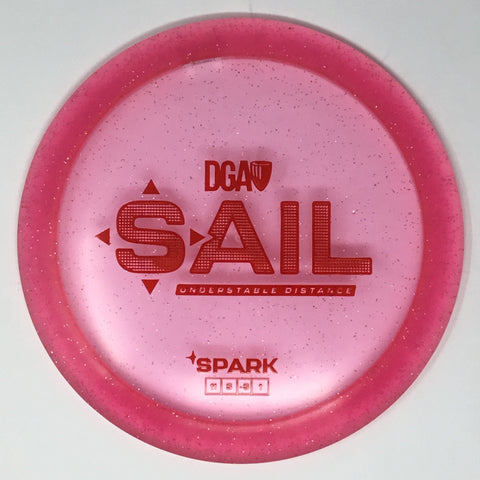 DGA
SAIL
UNDERSTABLE DISTANCE
SPARK